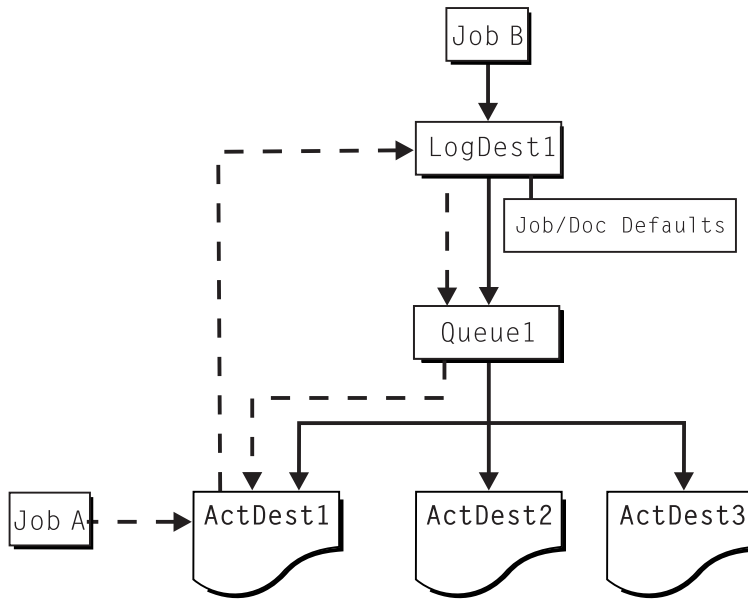 Job B
LogDest1
Job/Doc Defaults
Queue1
Job A
ActDest1
ActDest2
ActDest3